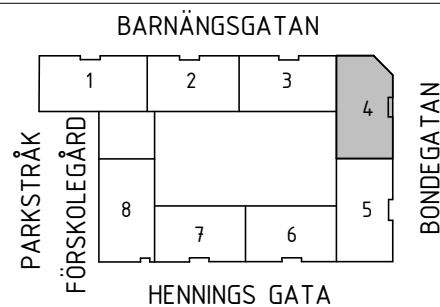 BARNÄNGSGATAN
1 2 3 4
PARKSTRÅK
FÖRSKOLEGÅRD
BONDEGATAN
8 7 6 5
HENNINGS GATA